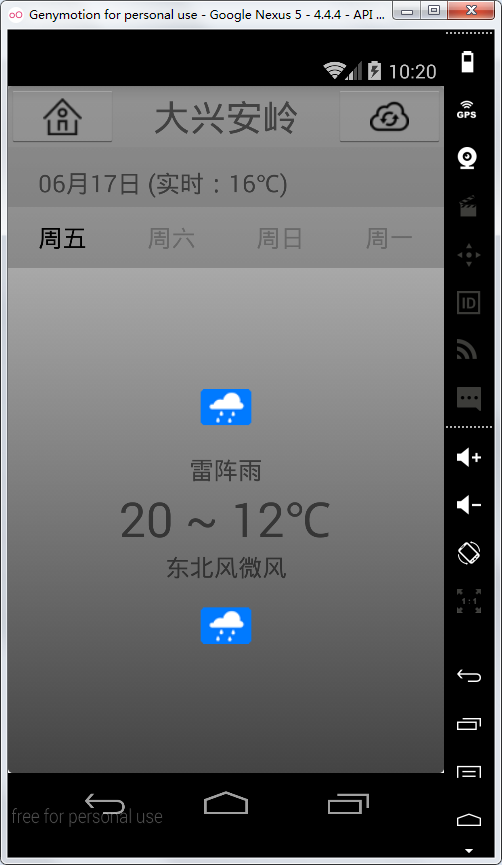 Genymotion for personal use - Google Nexus 5 - 4.4.4 - API ...
10:20
GPS
大兴安岭
06月17日 (实时：16℃)
周五 周六 周日 周一
ID
雷阵雨
20 ~ 12℃
1:1
东北风微风
free for personal use